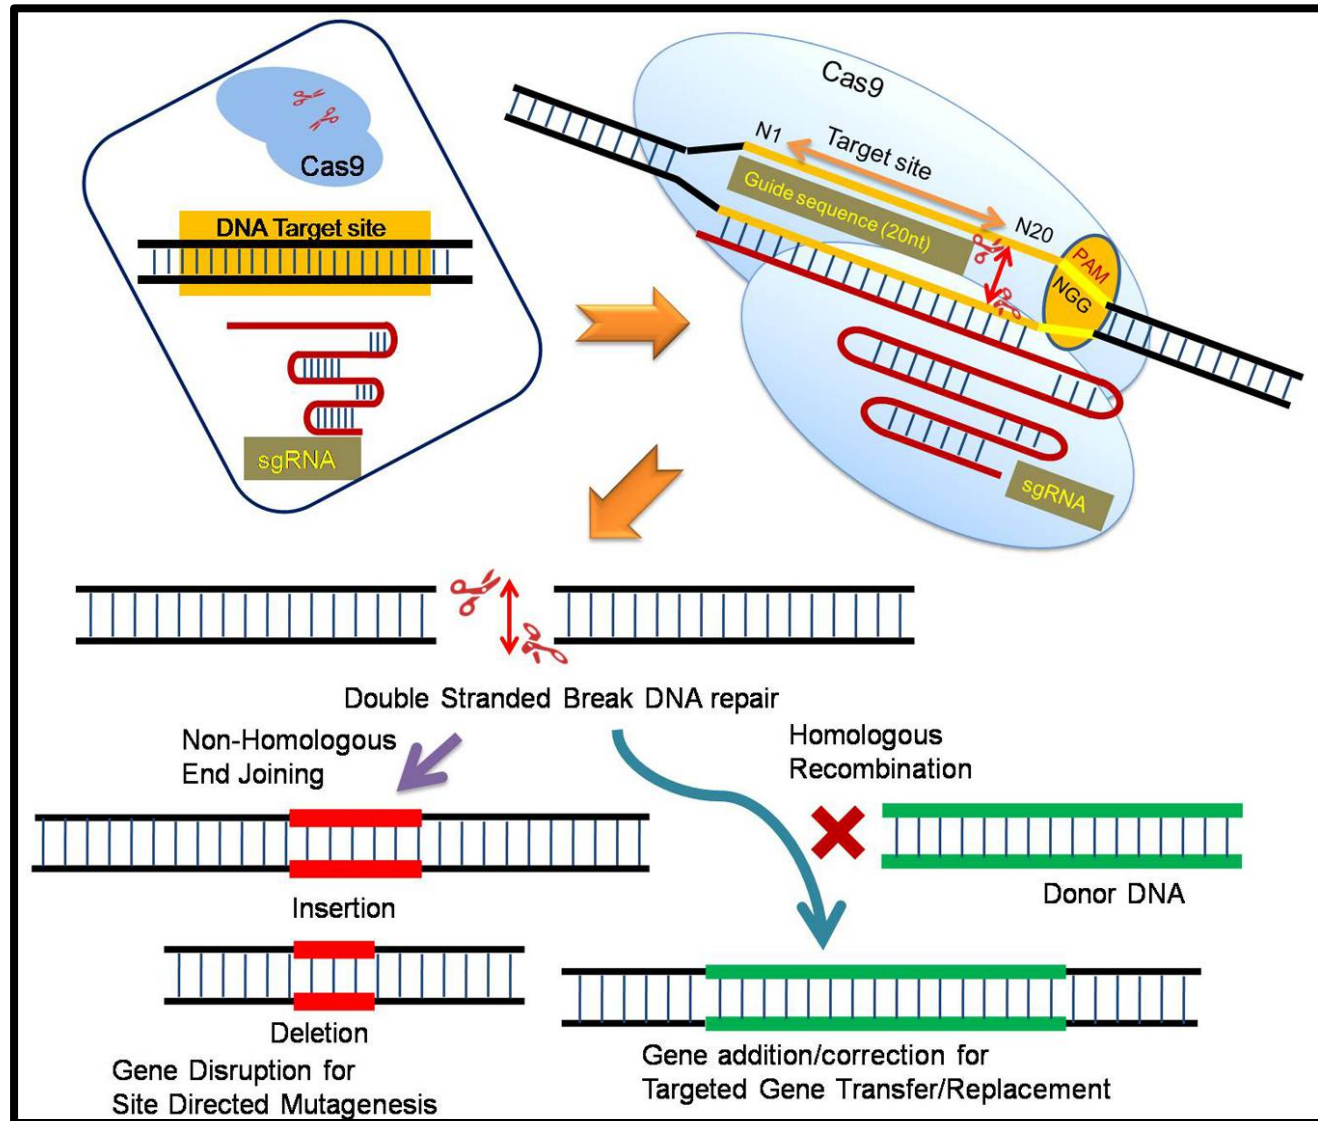 Cas9
DNA Target site
sgRNA
Cas9
N1
Target site
N20
Guide sequence (20nt)
PAM
NGG
sgRNA
Double Stranded Break DNA repair
Non-Homologous
End Joining
Homologous
Recombination
Donor DNA
Insertion
Deletion
Gene Disruption for
Site Directed Mutagenesis
Gene addition/correction for
Targeted Gene Transfer/Replacement